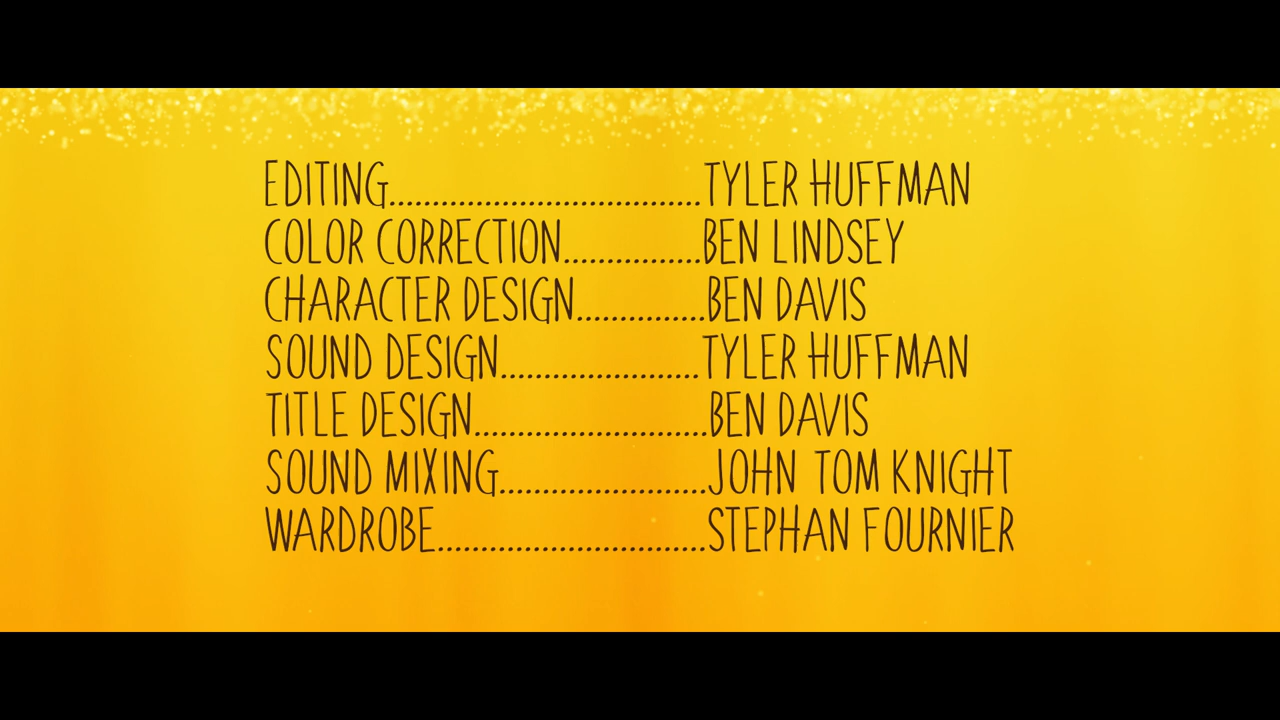 EDITING....................................TYLER HUFFMAN
COLOR CORRECTION................BEN LINDSEY
CHARACTER DESIGN...............BEN DAVIS
SOUND DESIGN.......................TYLER HUFFMAN
TITLE DESIGN...........................BEN DAVIS
SOUND MIXING........................JOHN TOM KNIGHT
WARDROBE...............................STEPHAN FOURNIER